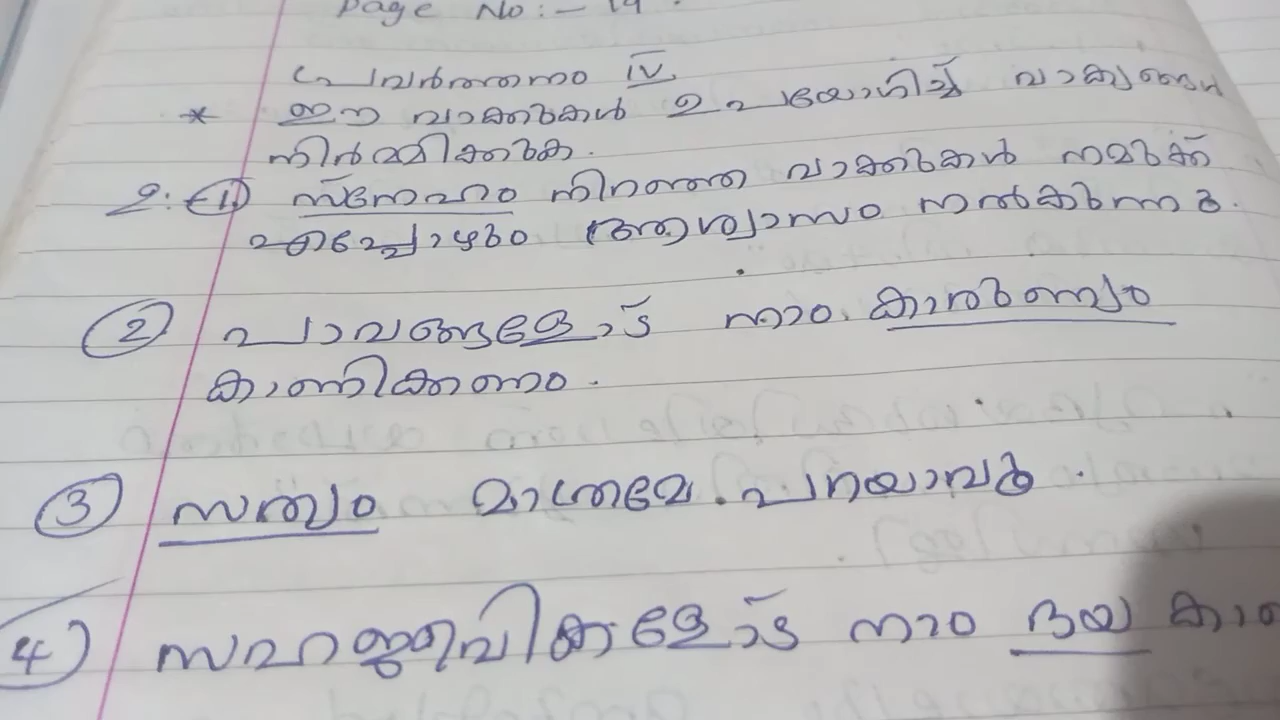 Page No:- 19.
പ്രവർത്തനം IV
* ഈ വാക്കുകൾ ഉപയോഗിച്ച് വാക്യങ്ങൾ
നിർമ്മിക്കുക.
ഉ: (1) സ്നേഹം നിറഞ്ഞ വാക്കുകൾ നമുക്ക്
എപ്പോഴും ആശ്വാസം നൽകുന്നു.
(2) പാവങ്ങളോട് നാം കാരുണ്യം
കാണിക്കണം.
(3) സത്യം മാത്രമേ പറയാവൂ.
(4) സഹജീവികളോട് നാം ദയ കാ